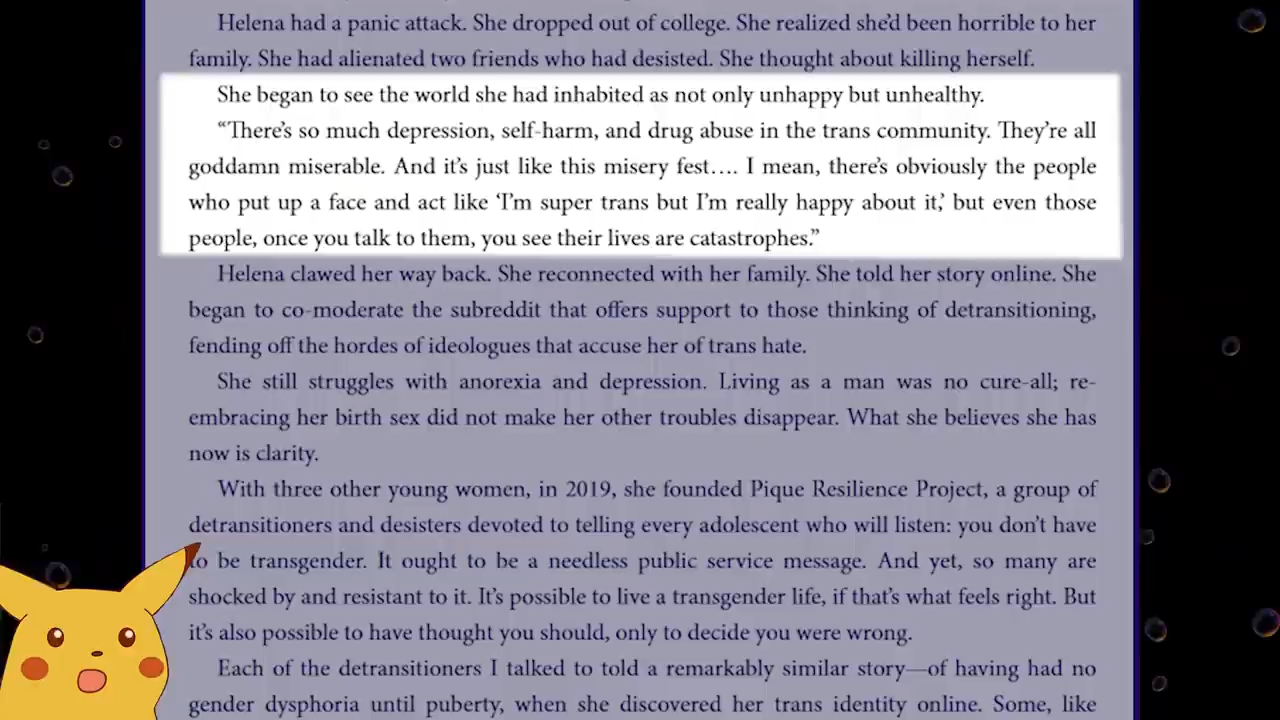 Helena had a panic attack. She dropped out of college. She realized she’d been horrible to her
family. She had alienated two friends who had desisted. She thought about killing herself.
She began to see the world she had inhabited as not only unhappy but unhealthy.
“There’s so much depression, self-harm, and drug abuse in the trans community. They’re all
goddamn miserable. And it’s just like this misery fest…. I mean, there’s obviously the people
who put up a face and act like ‘I’m super trans but I’m really happy about it,’ but even those
people, once you talk to them, you see their lives are catastrophes.”
Helena clawed her way back. She reconnected with her family. She told her story online. She
began to co-moderate the subreddit that offers support to those thinking of detransitioning,
fending off the hordes of ideologues that accuse her of trans hate.
She still struggles with anorexia and depression. Living as a man was no cure-all; re-
embracing her birth sex did not make her other troubles disappear. What she believes she has
now is clarity.
With three other young women, in 2019, she founded Pique Resilience Project, a group of
detransitioners and desisters devoted to telling every adolescent who will listen: you don’t have
to be transgender. It ought to be a needless public service message. And yet, so many are
shocked by and resistant to it. It’s possible to live a transgender life, if that’s what feels right. But
it’s also possible to have thought you should, only to decide you were wrong.
Each of the detransitioners I talked to told a remarkably similar story—of having had no
gender dysphoria until puberty, when she discovered her trans identity online. Some, like